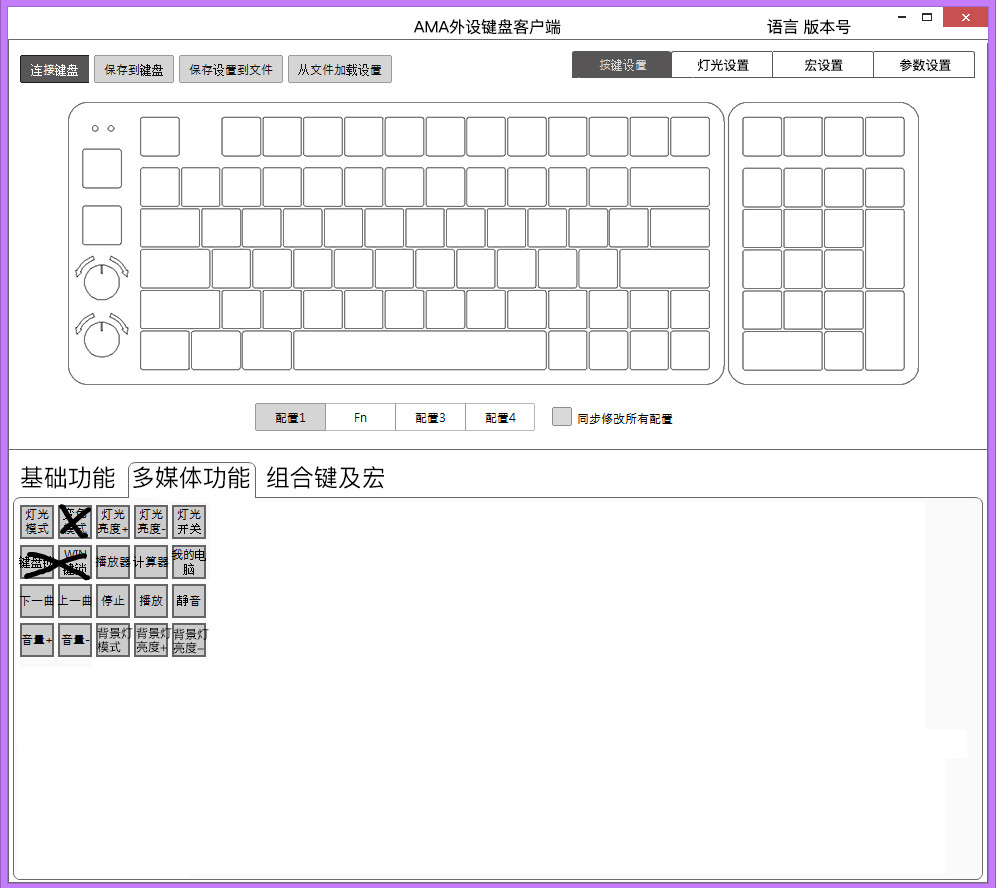 AMA外设键盘客户端
语言 版本号
连接键盘 保存到键盘 保存设置到文件 从文件加载设置
按键设置 灯光设置 宏设置 参数设置
配置1 Fn 配置3 配置4 同步修改所有配置
基础功能 多媒体功能 组合键及宏
灯光 灯光 灯光 灯光
模式 模式 亮度+ 亮度- 开关
键盘 WIN 播放器 计算器 我的电
键锁 脑
下一曲 上一曲 停止 播放 静音
音量+ 音量- 背景灯 背景灯 背景灯
模式 亮度+ 亮度-